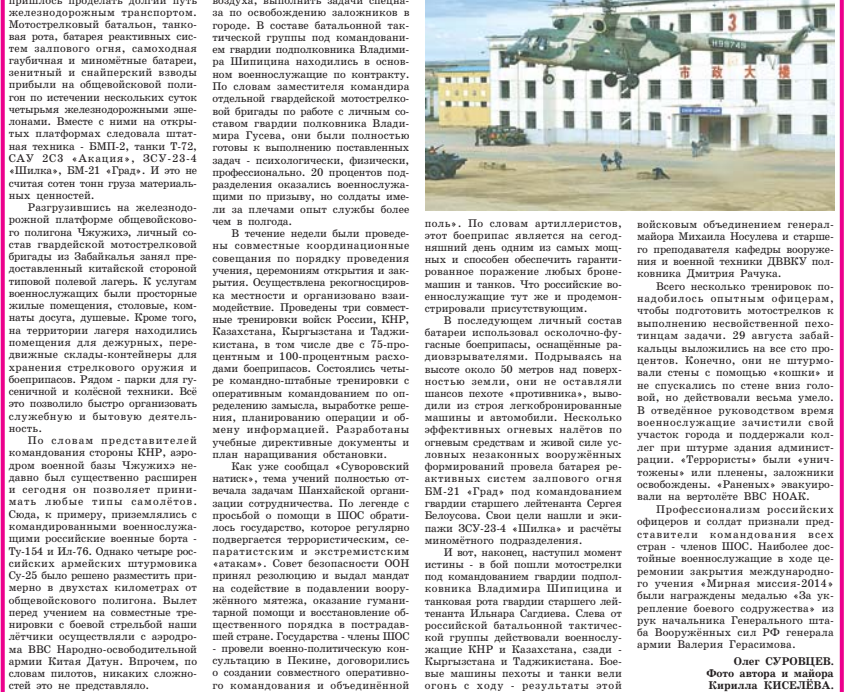 пришлось проделать долгий путь
железнодорожным транспортом.
Мотострелковый батальон, танко-
вая рота, батарея реактивных сис-
тем залпового огня, самоходная
гаубичная и миномётные батареи,
зенитный и снайперский взводы
прибыли на общевойсковой поли-
гон по истечении нескольких суток
четырьмя железнодорожными эше-
лонами. Вместе с ними на откры-
тых платформах следовала штат-
ная техника - БМП-2, танки Т-72,
САУ 2С3 «Акация», ЗСУ-23-4
«Шилка», БМ-21 «Град». И это не
считая сотен тонн груза материаль-
ных ценностей.
Разгрузившись на железнодо-
рожной платформе общевойсково-
го полигона Чжужихэ, личный со-
став гвардейской мотострелковой
бригады из Забайкалья занял пре-
доставленный китайской стороной
типовой полевой лагерь. К услугам
военнослужащих были просторные
жилые помещения, столовые, ком-
наты досуга, душевые. Кроме того,
на территории лагеря находились
помещения для дежурных, пере-
движные склады-контейнеры для
хранения стрелкового оружия и
боеприпасов. Рядом - парки для гу-
сеничной и колёсной техники. Всё
это позволило быстро организовать
служебную и бытовую деятель-
ность.
По словам представителей
командования стороны КНР, аэро-
дром военной базы Чжужихэ не-
давно был существенно расширен
и сегодня он позволяет прини-
мать любые типы самолётов.
Сюда, к примеру, приземлялись с
командированными военнослужа-
щими российские военные борта -
Ту-154 и Ил-76. Однако четыре рос-
сийских армейских штурмовика
Су-25 было решено разместить при-
мерно в двухстах километрах от
общевойскового полигона. Вылет
перед учением на совместные тре-
нировки с боевой стрельбой наши
лётчики осуществляли с аэродро-
ма ВВС Народно-освободительной
армии Китая Датун. Впрочем, по
словам пилотов, никаких сложно-
стей это не представляло.
воздуха, выполнить задачи спецна-
за по освобождению заложников в
городе. В составе батальонной так-
тической группы под командовани-
ем гвардии подполковника Владими-
ра Шипицина находились в основ-
ном военнослужащие по контракту.
По словам заместителя командира
отдельной гвардейской мотострелко-
вой бригады по работе с личным со-
ставом гвардии полковника Влади-
мира Гусева, они были полностью
готовы к выполнению поставленных
задач - психологически, физически,
профессионально. 20 процентов под-
разделения оказались военнослужа-
щими по призыву, но солдаты име-
ли за плечами опыт службы более
чем в полгода.
В течение недели были проведе-
ны совместные координационные
совещания по порядку проведения
учения, церемониям открытия и зак-
рытия. Осуществлена рекогносциров-
ка местности и организовано взаи-
модействие. Проведены три совмест-
ные тренировки войск России, КНР,
Казахстана, Кыргызстана и Таджи-
кистана, в том числе две с 75-про-
центным и 100-процентным расхо-
дами боеприпасов. Состоялись четы-
ре командно-штабные тренировки с
оперативным командованием по оп-
ределению замысла, выработке реше-
ния, планированию операции и об-
мену информацией. Разработаны
учебные директивные документы и
план наращивания обстановки.
Как уже сообщал «Суворовский
натиск», тема учений полностью от-
вечала задачам Шанхайской органи-
зации сотрудничества. По легенде с
просьбой о помощи в ШОС обрати-
лось государство, которое регулярно
подвергается террористическим, се-
паратистским и экстремистским
«атакам». Совет безопасности ООН
принял резолюцию и выдал мандат
на содействие в подавлении воору-
жённого мятежа, оказание гумани-
тарной помощи и восстановление об-
щественного порядка в пострадав-
шей стране. Государства - члены ШОС
- провели военно-политическую кон-
сультацию в Пекине, договорились
о создании совместного оперативно-
го командования и объединённой
3
Н99749
市政大楼
поль». По словам артиллеристов,
этот боеприпас является на сегод-
няшний день одним из самых мощ-
ных и способен обеспечить гаранти-
рованное поражение любых броне-
машин и танков. Что российские во-
еннослужащие тут же и продемон-
стрировали присутствующим.
В последующем личный состав
батареи использовал осколочно-фу-
гасные боеприпасы, оснащённые ра-
диовзрывателями. Подрываясь на
высоте около 50 метров над поверх-
ностью земли, они не оставляли
шансов пехоте «противника», выво-
дили из строя легкобронированные
машины и автомобили. Несколько
эффективных огневых налётов по
огневым средствам и живой силе ус-
ловных незаконных вооружённых
формирований провела батарея ре-
активных систем залпового огня
БМ-21 «Град» под командованием
гвардии старшего лейтенанта Сергея
Белоусова. Свои цели нашли и эки-
пажи ЗСУ-23-4 «Шилка» и расчёты
миномётного подразделения.
И вот, наконец, наступил момент
истины - в бой пошли мотострелки
под командованием гвардии подпол-
ковника Владимира Шипицина и
танковая рота гвардии старшего лей-
тенанта Ильнара Сагдиева. Слева от
российской батальонной тактичес-
кой группы действовали военнослу-
жащие КНР и Казахстана, сзади -
Кыргызстана и Таджикистана. Бое-
вые машины пехоты и танки вели
огонь с ходу - результаты этой
войсковым объединением генерал-
майора Михаила Носулева и старше-
го преподавателя кафедры вооруже-
ния и военной техники ДВВКУ пол-
ковника Дмитрия Рачука.
Всего несколько тренировок по-
надобилось опытным офицерам,
чтобы подготовить мотострелков к
выполнению несвойственной пехо-
тинцам задачи. 29 августа забай-
кальцы выложились на все сто про-
центов. Конечно, они не штурмо-
вали стены с помощью «кошки» и
не спускались по стене вниз голо-
вой, но действовали весьма умело.
В отведённое руководством время
военнослужащие зачистили свой
участок города и поддержали кол-
лег при штурме здания админист-
рации. «Террористы» были «унич-
тожены» или пленены, заложники
освобождены. «Раненых» эвакуиро-
вали на вертолёте ВВС НОАК.
Профессионализм российских
офицеров и солдат признали пред-
ставители командования всех
стран - членов ШОС. Наиболее дос-
тойные военнослужащие в ходе це-
ремонии закрытия международно-
го учения «Мирная миссия-2014»
были награждены медалью «За ук-
репление боевого содружества» из
рук начальника Генерального шта-
ба Вооружённых сил РФ генерала
армии Валерия Герасимова.
Олег СУРОВЦЕВ.
Фото автора и майора
Кирилла КИСЕЛЁВА.